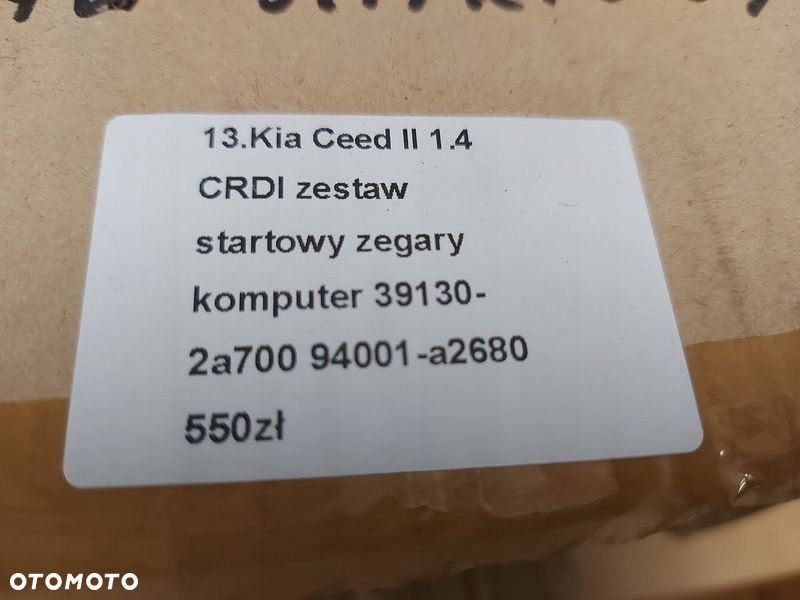 13.Kia Ceed II 1.4
CRDI zestaw
startowy zegary
komputer 39130-
2a700 94001-a2680
550zł
OTOMOTO